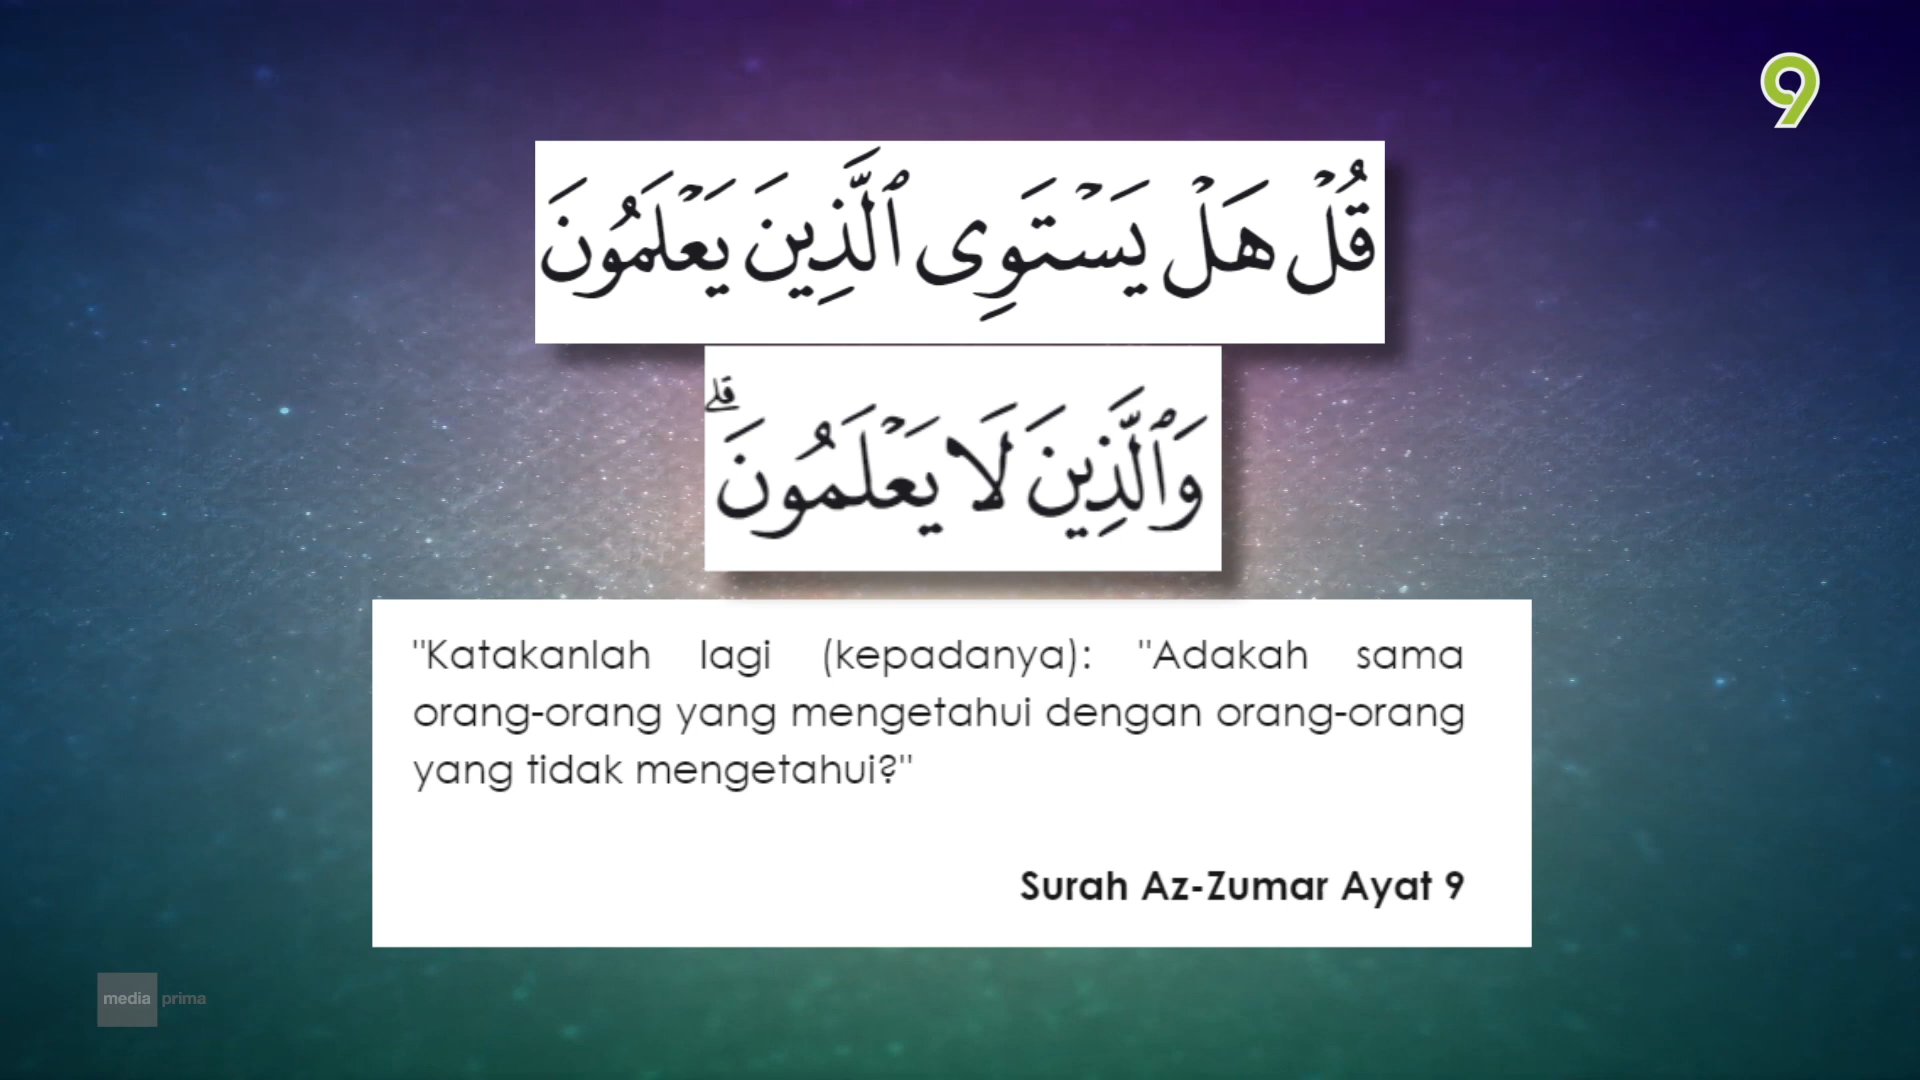 9
قُلْ هَلْ يَسْتَوِى ٱلَّذِينَ يَعْلَمُونَ
وَٱلَّذِينَ لَا يَعْلَمُونَ ۗ
"Katakanlah lagi (kepadanya): "Adakah sama
orang-orang yang mengetahui dengan orang-orang
yang tidak mengetahui?"
Surah Az-Zumar Ayat 9
media prima